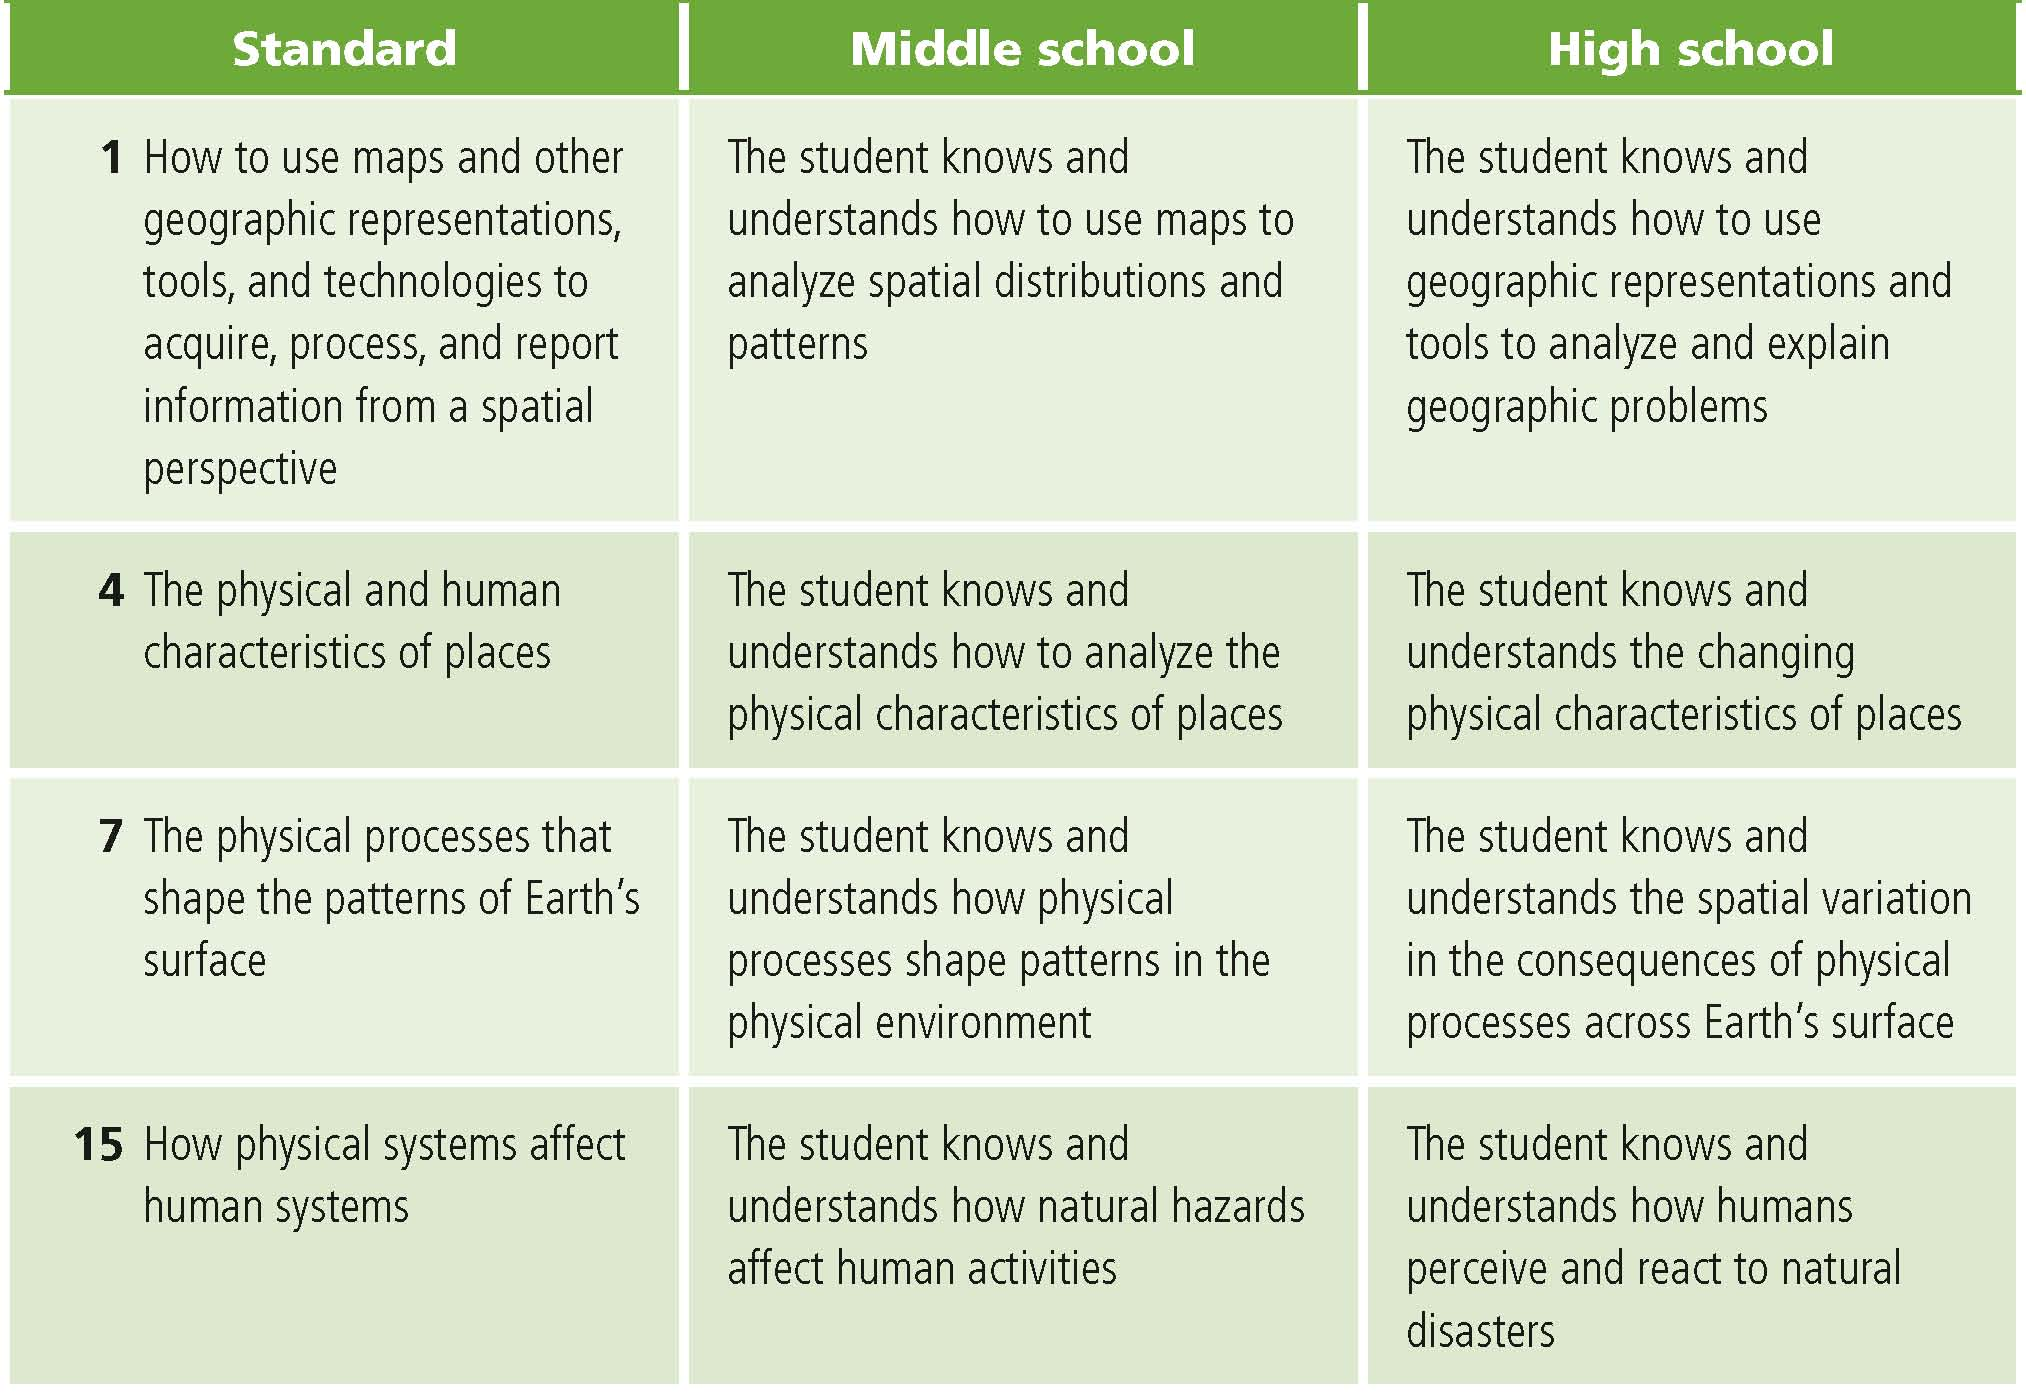 Standard
Middle school
High school
1 How to use maps and other
geographic representations,
tools, and technologies to
acquire, process, and report
information from a spatial
perspective
The student knows and
understands how to use maps to
analyze spatial distributions and
patterns
The student knows and
understands how to use
geographic representations and
tools to analyze and explain
geographic problems
4 The physical and human
characteristics of places
The student knows and
understands how to analyze the
physical characteristics of places
The student knows and
understands the changing
physical characteristics of places
7 The physical processes that
shape the patterns of Earth’s
surface
The student knows and
understands how physical
processes shape patterns in the
physical environment
The student knows and
understands the spatial variation
in the consequences of physical
processes across Earth’s surface
15 How physical systems affect
human systems
The student knows and
understands how natural hazards
affect human activities
The student knows and
understands how humans
perceive and react to natural
disasters